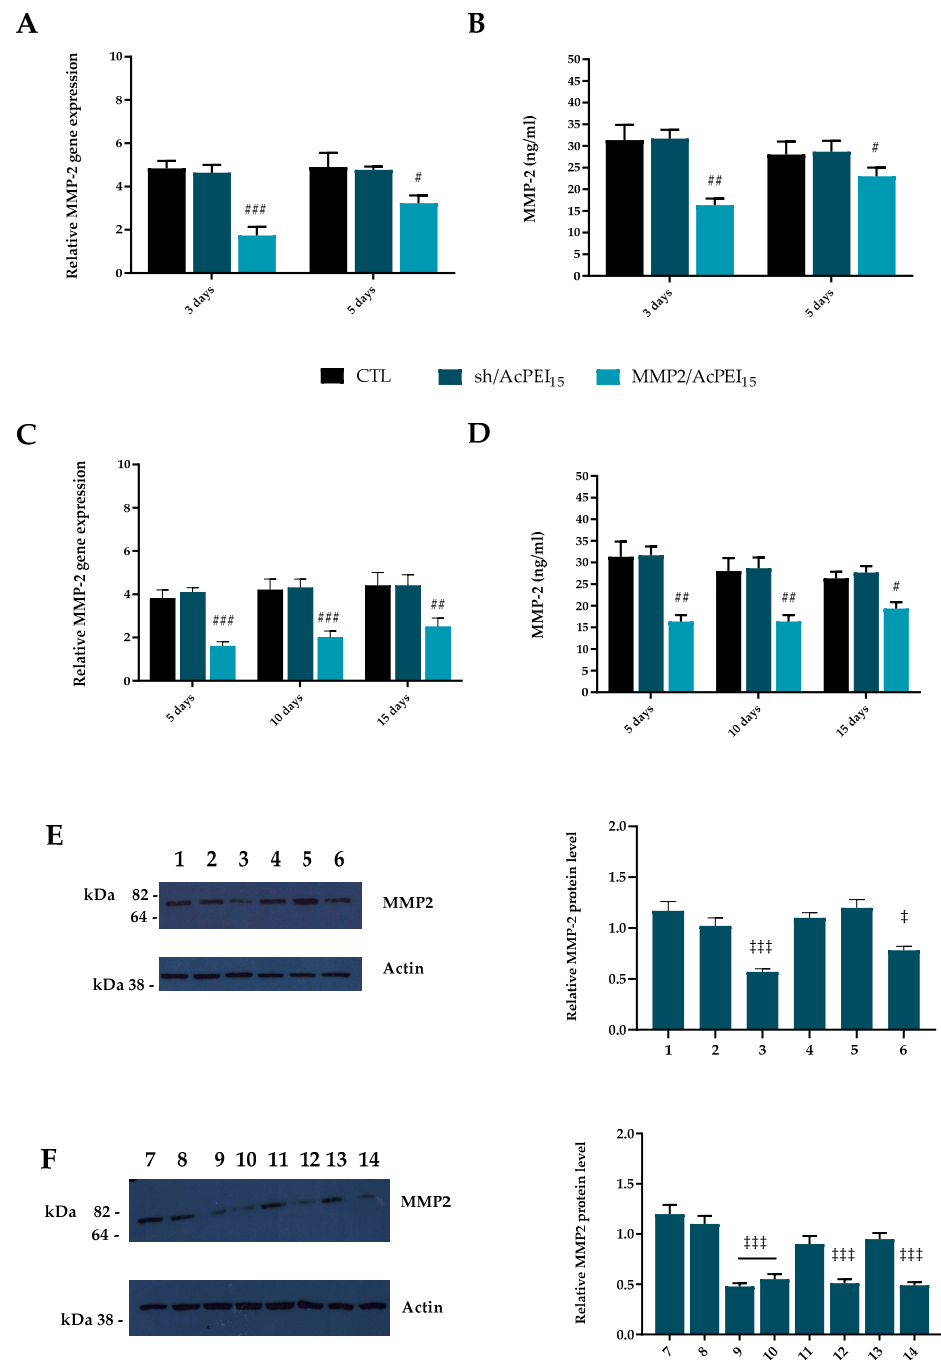 A
Relative MMP-2 gene expression
10
8
6
4
2
0
###
#
3 days
5 days
B
MMP-2 (ng/ml)
50
45
40
35
30
25
20
15
10
5
0
##
#
3 days
5 days
CTL
sh/AcPEI15
MMP2/AcPEI15
C
Relative MMP-2 gene expression
10
8
6
4
2
0
###
###
##
5 days
10 days
15 days
D
MMP-2 (ng/ml)
50
45
40
35
30
25
20
15
10
5
0
##
##
#
5 days
10 days
15 days
E
1 2 3 4 5 6
kDa 82 -
64 -
MMP2
kDa 38 -
Actin
Relative MMP-2 protein level
2.0
1.5
1.0
0.5
0.0
‡‡‡
‡
1 2 3 4 5 6
F
7 8 9 10 11 12 13 14
kDa 82 -
64 -
MMP2
kDa 38 -
Actin
Relative MMP2 protein level
2.0
1.5
1.0
0.5
0.0
‡‡‡
‡‡‡
‡‡‡
7 8 9 10 11 12 13 14